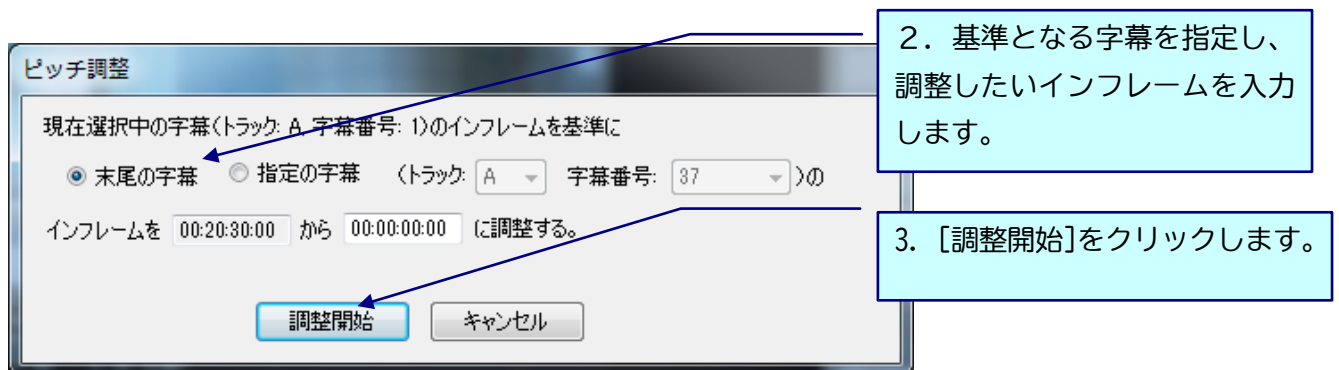 ピッチ調整
現在選択中の字幕(トラック: A 字幕番号: 1)のインフレームを基準に
末尾の字幕 指定の字幕 (トラック: A 字幕番号: 37 )の
インフレームを 00:20:30:00 から 00:00:00:00 に調整する。
調整開始 キャンセル
2．基準となる字幕を指定し、
調整したいインフレームを入力
します。
3. [調整開始]をクリックします。